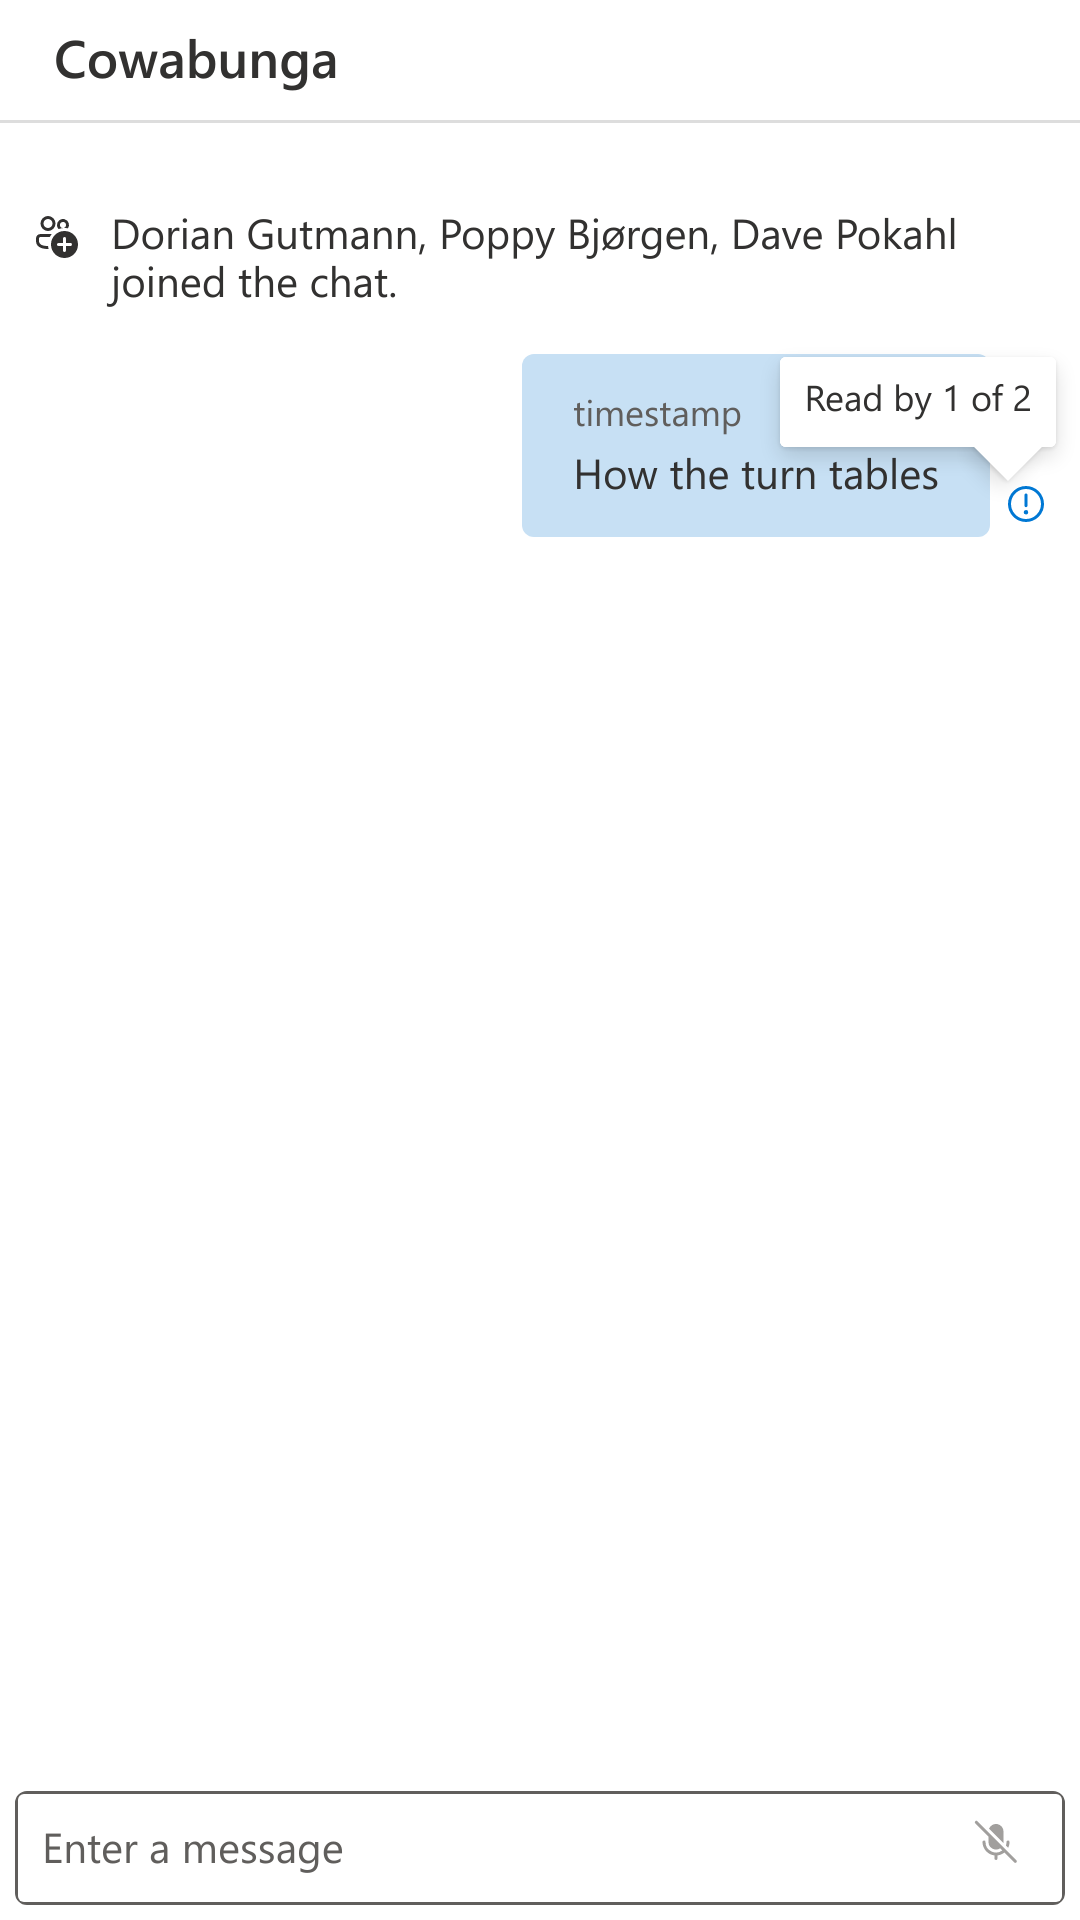 Cowabunga
Dorian Gutmann, Poppy Bjørgen, Dave Pokahl
joined the chat.
timestamp
Read by 1 of 2
How the turn tables
Enter a message